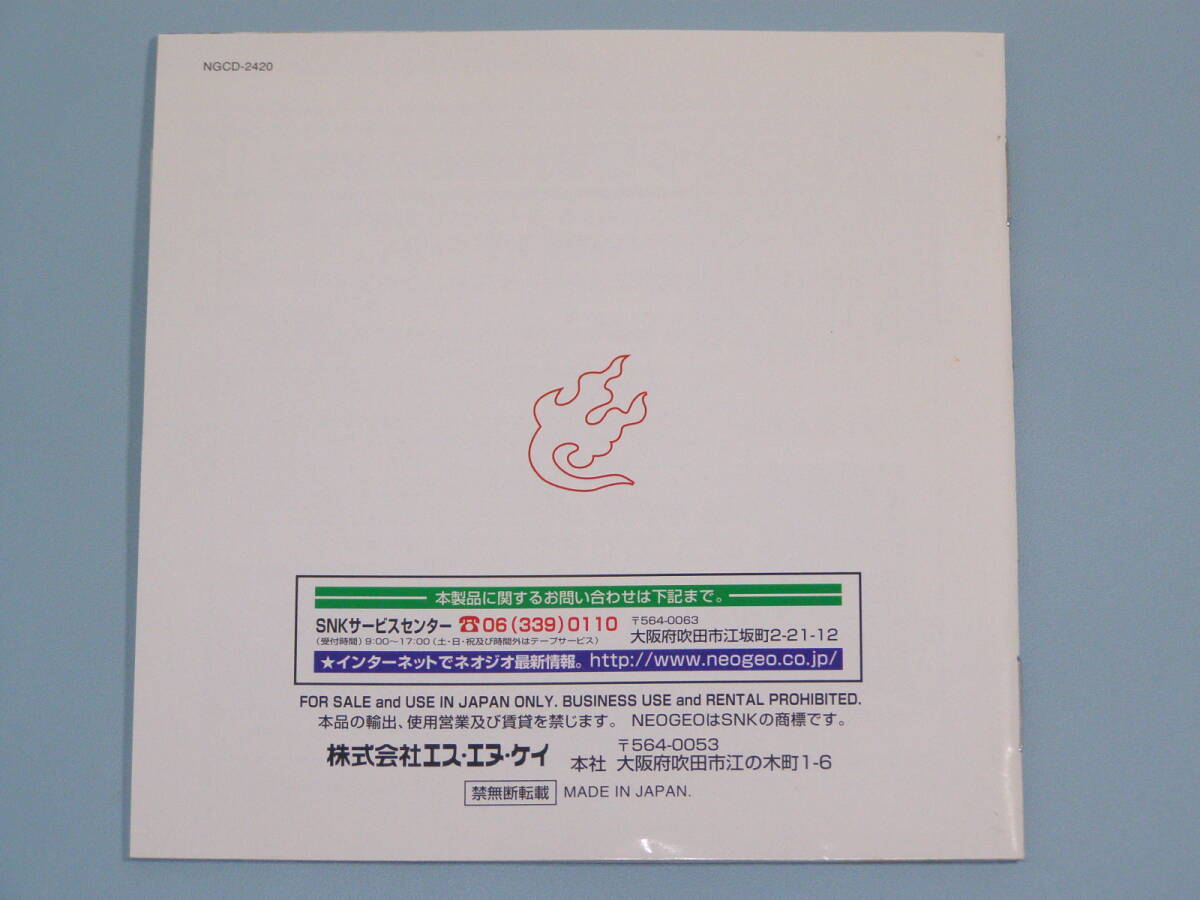 NGCD-2420
本製品に関するお問い合わせは下記まで。
SNKサービスセンター ☎06(339)0110 〒564-0063
(受付時間)9:00~17:00(土・日・祝及び時間外はテープサービス) 大阪府吹田市江坂町2-21-12
★インターネットでネオジオ最新情報。http://www.neogeo.co.jp/
FOR SALE and USE IN JAPAN ONLY. BUSINESS USE and RENTAL PROHIBITED.
本品の輸出、使用営業及び賃貸を禁じます。 NEOGEOはSNKの商標です。
株式会社エス・エヌ・ケイ 本社 〒564-0053
大阪府吹田市江の木町1-6
禁無断転載 MADE IN JAPAN.